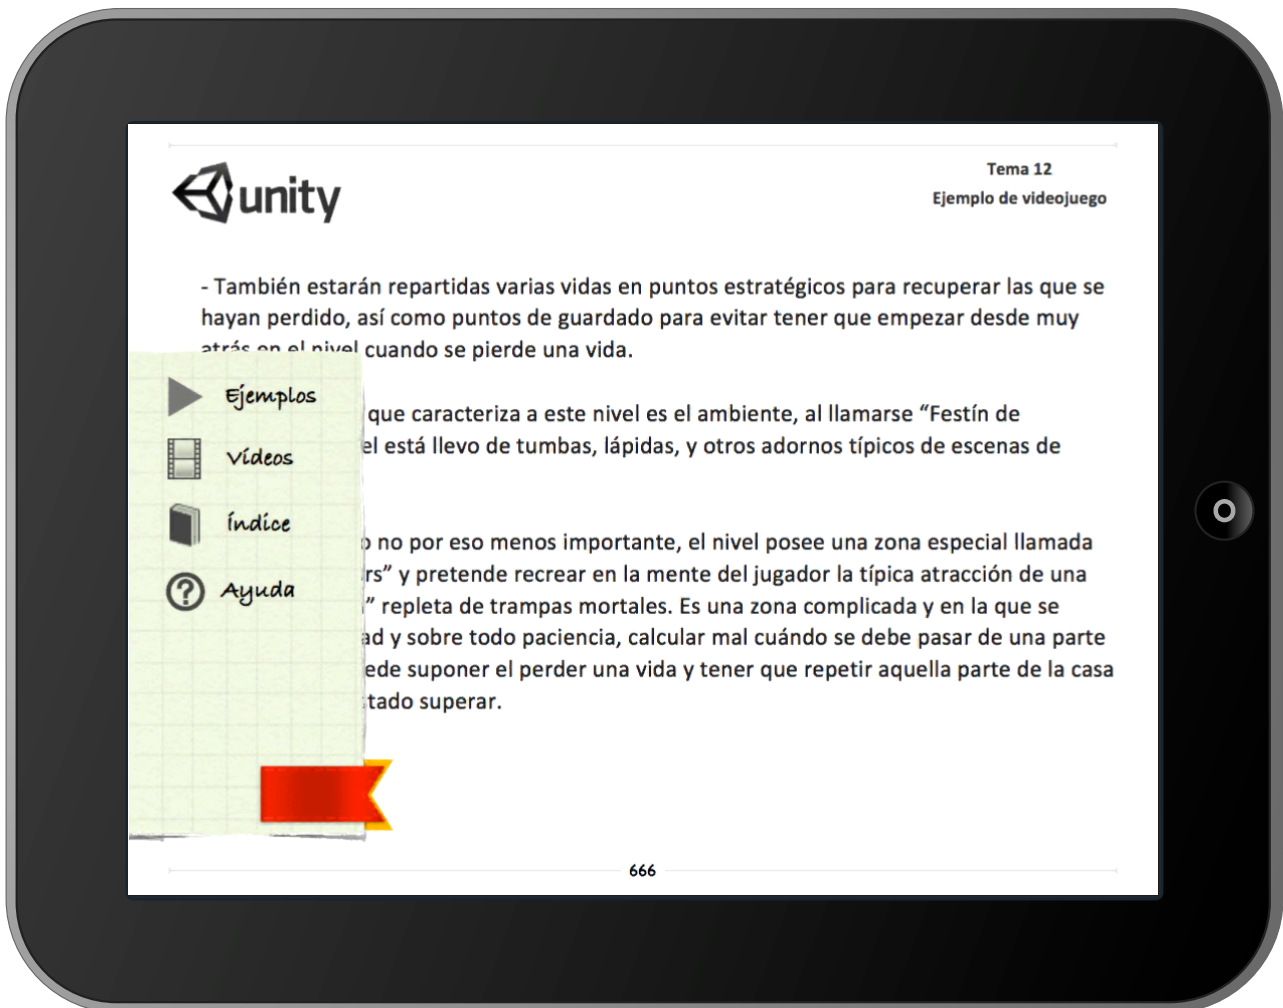 unity
Tema 12
Ejemplo de videojuego
- También estarán repartidas varias vidas en puntos estratégicos para recuperar las que se
hayan perdido, así como puntos de guardado para evitar tener que empezar desde muy
atrás en el nivel cuando se pierde una vida.
que caracteriza a este nivel es el ambiente, al llamarse “Festín de
el está llevo de tumbas, lápidas, y otros adornos típicos de escenas de
no por eso menos importante, el nivel posee una zona especial llamada
rs” y pretende recrear en la mente del jugador la típica atracción de una
” repleta de trampas mortales. Es una zona complicada y en la que se
ad y sobre todo paciencia, calcular mal cuándo se debe pasar de una parte
ede suponer el perder una vida y tener que repetir aquella parte de la casa
tado superar.
Ejemplos
Vídeos
Índice
Ayuda
666